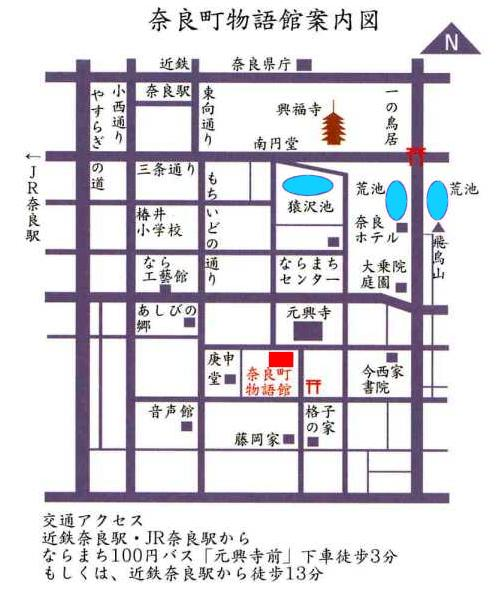 奈良町物語館案内図
N
近鉄
奈良駅
奈良県庁
小西通り
やすらぎの道
東向通り
興福寺
一の鳥居
南円堂
←JR奈良駅
三条通り
もちいどの通り
猿沢池
荒池
荒池
椿井
小学校
奈良
ホテル
飛鳥山
なら
工藝館
ならまち
センター
大乗院
庭園
あしびの
郷
元興寺
庚申
堂
奈良町
物語館
今西家
書院
音声館
藤岡家
格子
の家
交通アクセス
近鉄奈良駅・JR奈良駅から
ならまち100円バス「元興寺前」下車徒歩3分
もしくは、近鉄奈良駅から徒歩13分